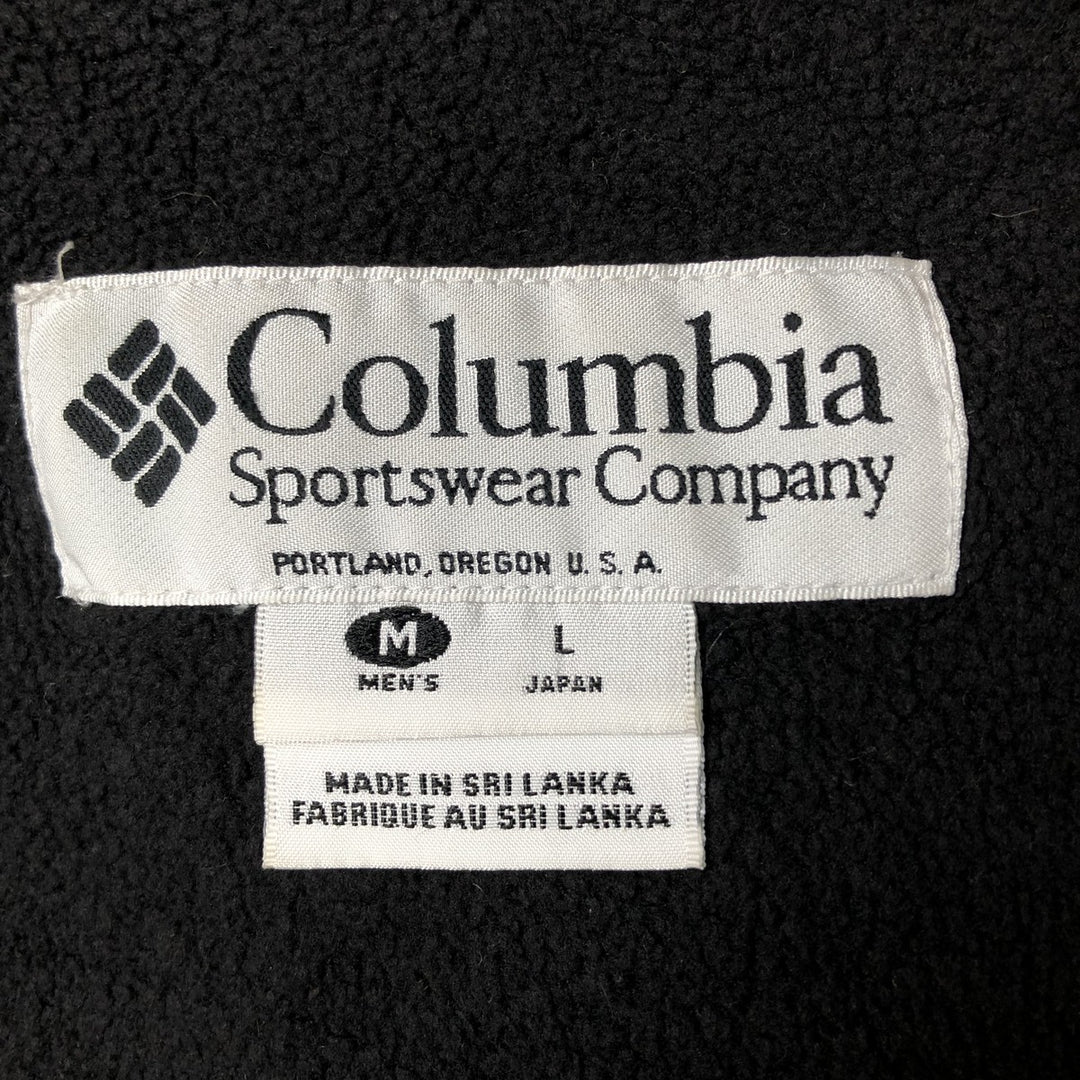 Columbia
Sportswear Company
PORTLAND, OREGON U. S. A.
M L
MEN'S JAPAN
MADE IN SRI LANKA
FABRIQUE AU SRI LANKA